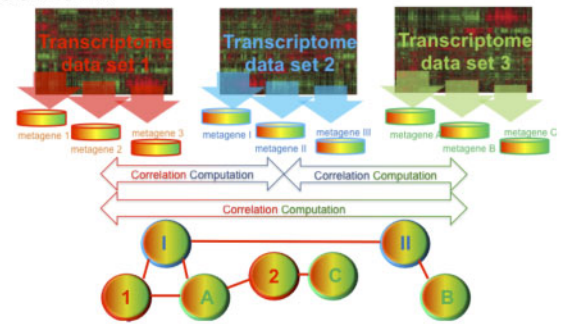 Transcriptome
data set 1
Transcriptome
data set 2
Transcriptome
data set 3
metagene 1
metagene 2
metagene 3
metagene I
metagene II
metagene III
metagene A
metagene B
metagene C
Correlation Computation
Correlation Computation
Correlation Computation
I
II
1
A
2
C
B